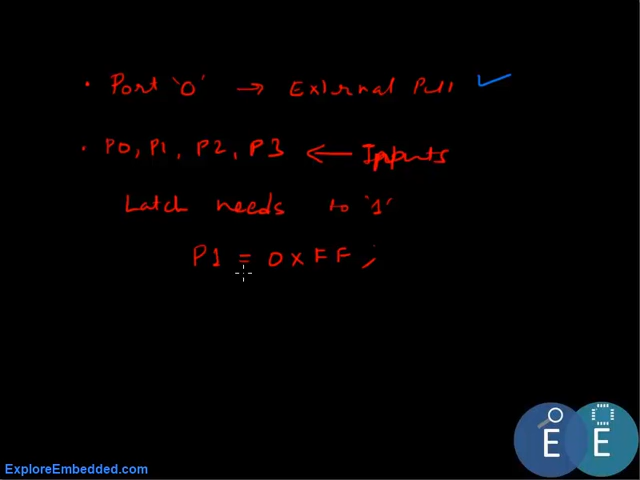 • Port '0' → External Pull ✓
• P0, P1, P2, P3 ← Inputs
Latch needs to '1'
P1 = 0xFF;
E E
ExploreEmbedded.com